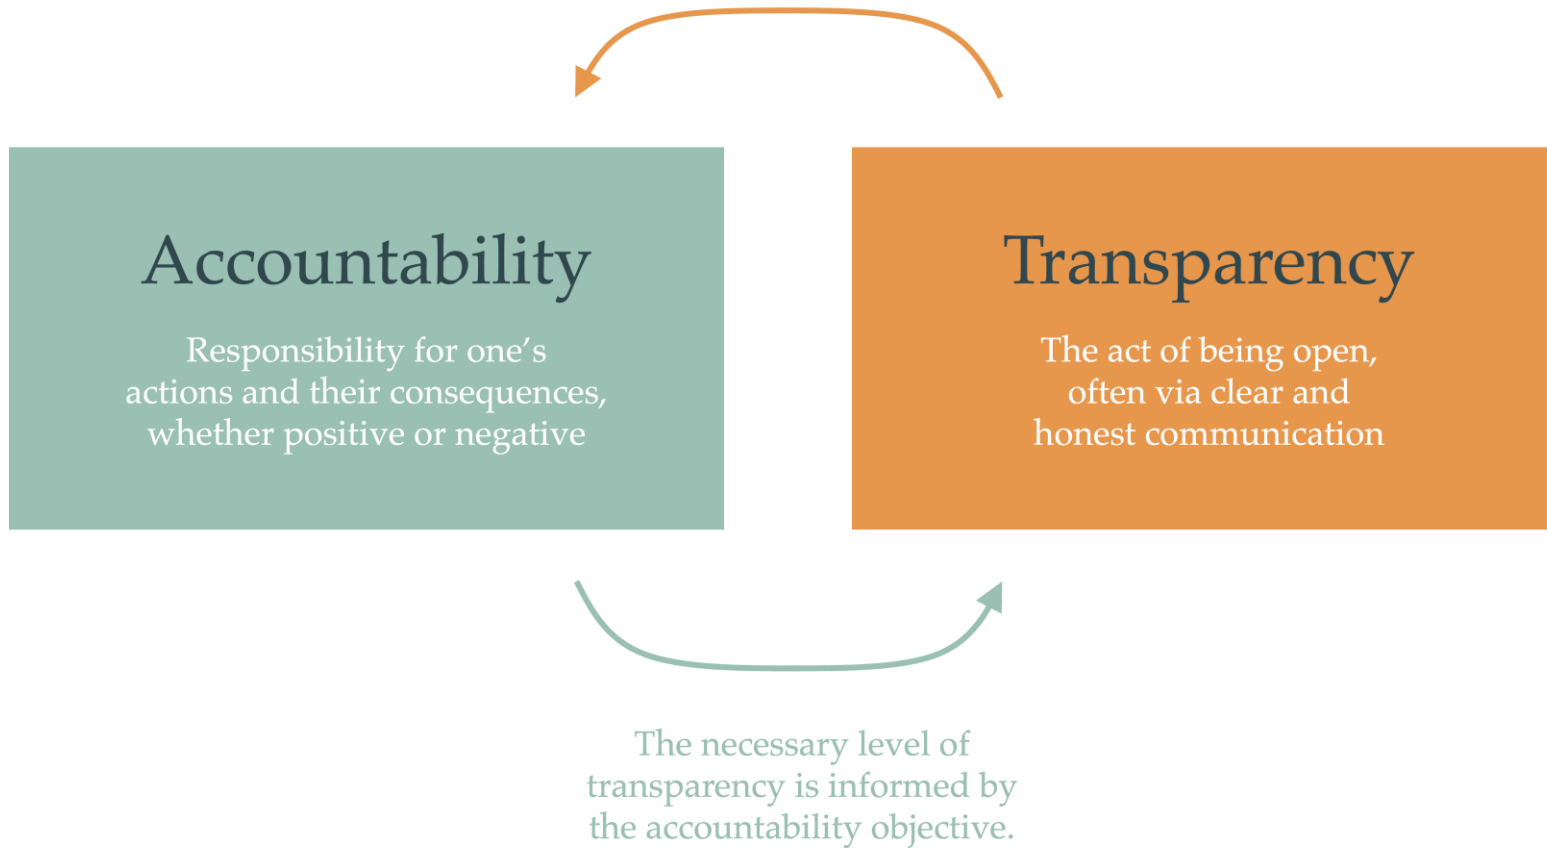 Accountability
Responsibility for one’s
actions and their consequences,
whether positive or negative
Transparency
The act of being open,
often via clear and
honest communication
The necessary level of
transparency is informed by
the accountability objective.